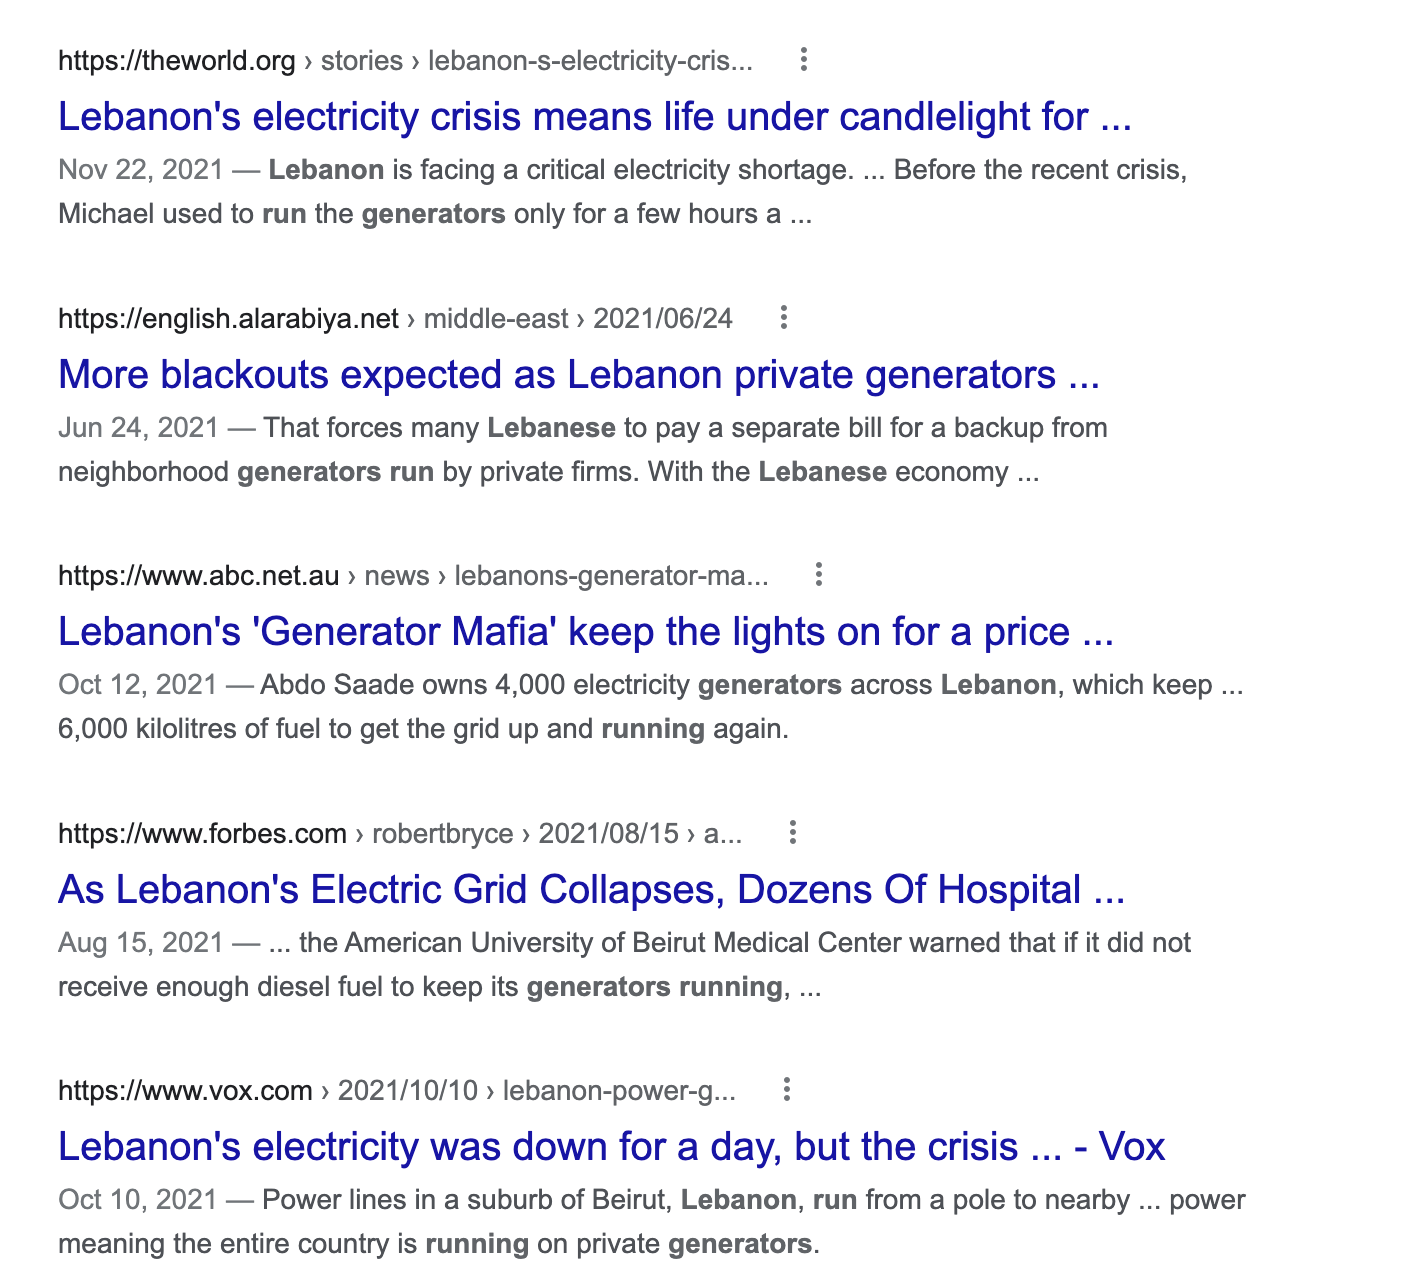 https://theworld.org › stories › lebanon-s-electricity-cris...
Lebanon's electricity crisis means life under candlelight for ...
Nov 22, 2021 — Lebanon is facing a critical electricity shortage. ... Before the recent crisis,
Michael used to run the generators only for a few hours a ...
https://english.alarabiya.net › middle-east › 2021/06/24
More blackouts expected as Lebanon private generators ...
Jun 24, 2021 — That forces many Lebanese to pay a separate bill for a backup from
neighborhood generators run by private firms. With the Lebanese economy ...
https://www.abc.net.au › news › lebanons-generator-ma...
Lebanon's 'Generator Mafia' keep the lights on for a price ...
Oct 12, 2021 — Abdo Saade owns 4,000 electricity generators across Lebanon, which keep ...
6,000 kilolitres of fuel to get the grid up and running again.
https://www.forbes.com › robertbryce › 2021/08/15 › a...
As Lebanon's Electric Grid Collapses, Dozens Of Hospital ...
Aug 15, 2021 — ... the American University of Beirut Medical Center warned that if it did not
receive enough diesel fuel to keep its generators running, ...
https://www.vox.com › 2021/10/10 › lebanon-power-g...
Lebanon's electricity was down for a day, but the crisis ... - Vox
Oct 10, 2021 — Power lines in a suburb of Beirut, Lebanon, run from a pole to nearby ... power
meaning the entire country is running on private generators.